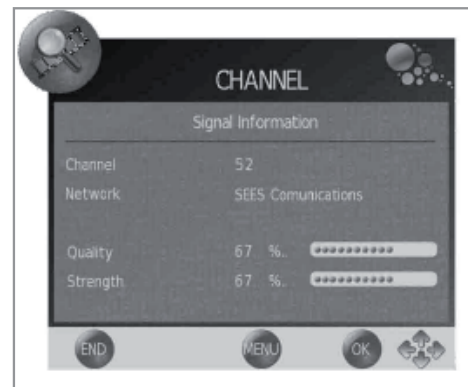 CHANNEL
Signal Information
Channel 52
Network SEES Comunications
Quality 67 %..
Strength 67 %..
END MENU OK